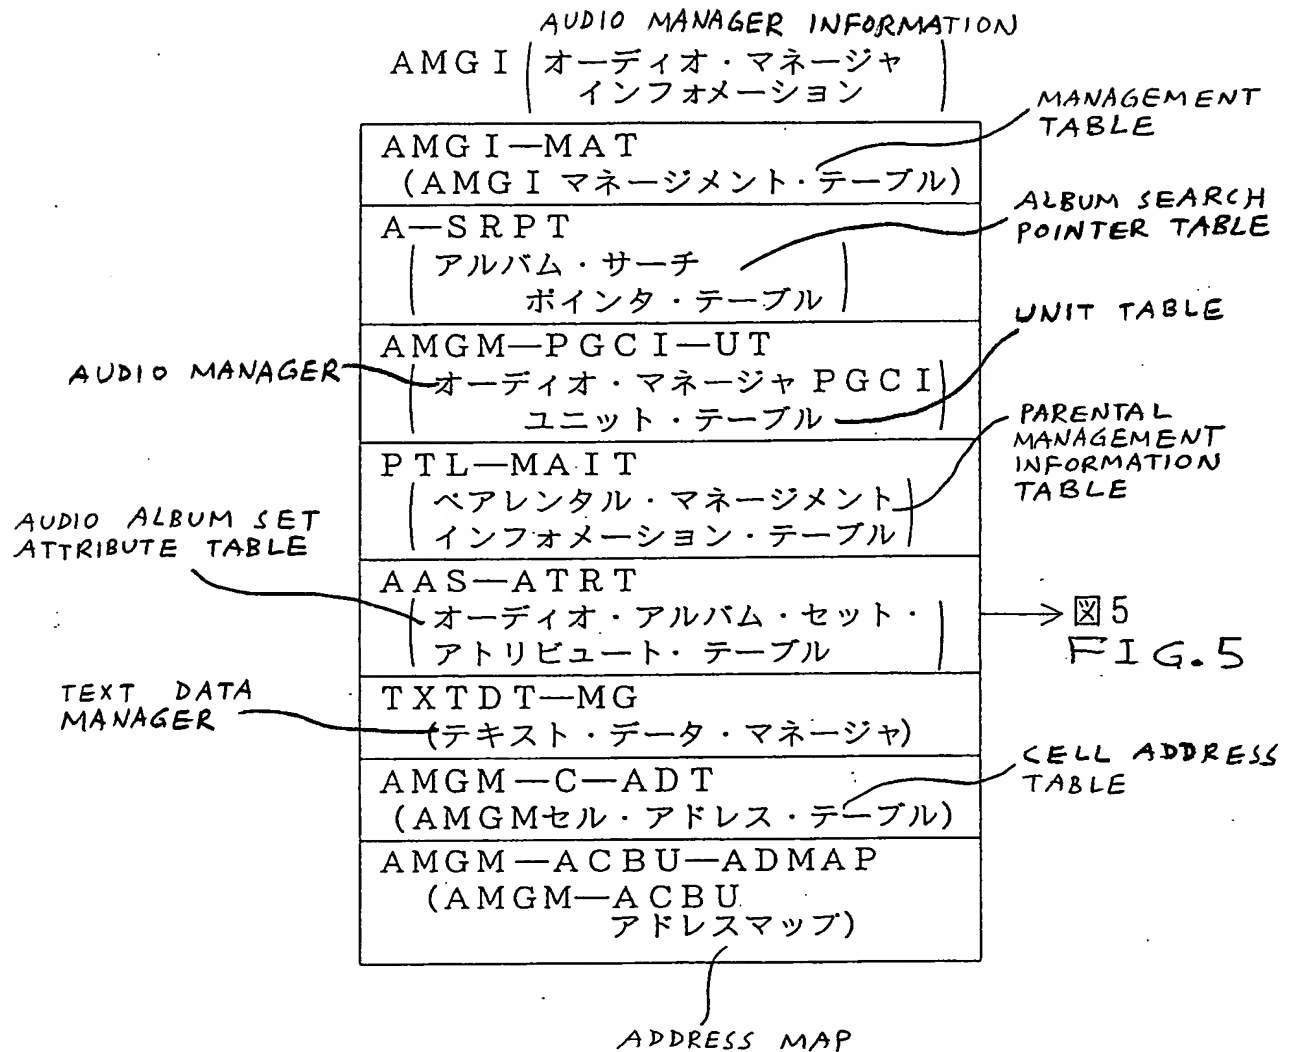 AUDIO MANAGER INFORMATION
AMGI (オーディオ・マネージャ
インフォメーション)
MANAGEMENT
TABLE
AMGI—MAT
(AMGI マネージメント・テーブル)
ALBUM SEARCH
POINTER TABLE
A—SRPT
(アルバム・サーチ
ポインタ・テーブル)
UNIT TABLE
AMGM—PGCI—UT
AUDIO MANAGER
(オーディオ・マネージャ PGCI
ユニット・テーブル)
PARENTAL
MANAGEMENT
INFORMATION
TABLE
PTL—MAIT
(ペアレンタル・マネージメント
インフォメーション・テーブル)
AUDIO ALBUM SET
ATTRIBUTE TABLE
AAS—ATRT
(オーディオ・アルバム・セット・
アトリビュート・テーブル)
図5
FIG.5
TEXT DATA
MANAGER
TXTDT—MG
(テキスト・データ・マネージャ)
CELL ADDRESS
TABLE
AMGM—C—ADT
(AMGMセル・アドレス・テーブル)
AMGM—ACBU—ADMAP
(AMGM—ACBU
アドレスマップ)
ADDRESS MAP